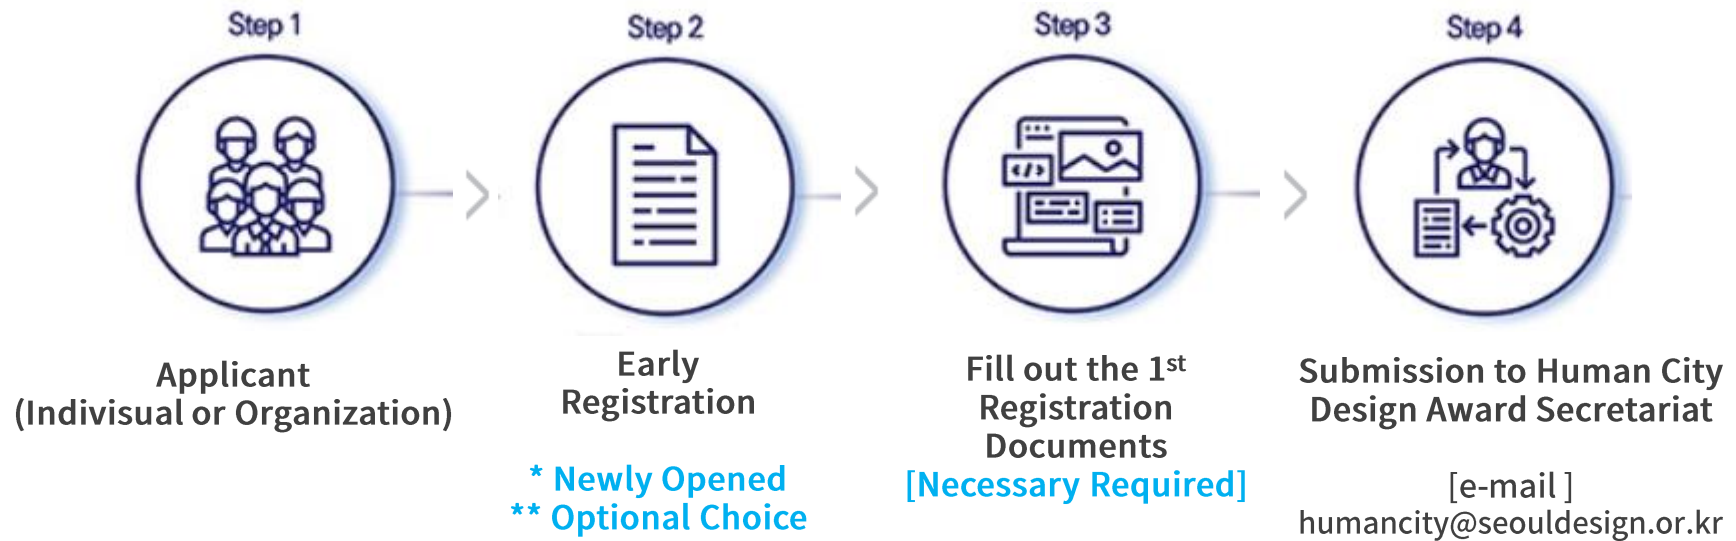 Step 1
Applicant
(Indivisual or Organization)
Step 2
Early
Registration
* Newly Opened
** Optional Choice
Step 3
</>
Fill out the 1st
Registration
Documents
[Necessary Required]
Step 4
Submission to Human City
Design Award Secretariat
[e-mail ]
humancity@seouldesign.or.kr